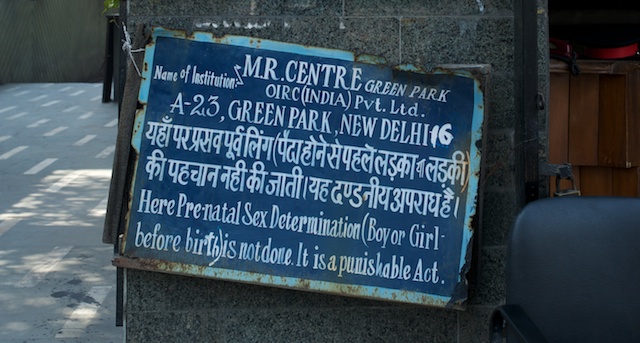 Name of Institution: M.R. CENTRE GREEN PARK
OIRC (INDIA) Pvt. Ltd.
A-23, GREEN PARK, NEW DELHI 16
यहाँ पर प्रसव पूर्व लिंग (पैदा होने से पहले लड़का या लड़की)
की पहचान नही की जाती। यह दण्डनीय अपराध है।
Here Pre-natal Sex Determination (Boy or Girl-
before birth) is not done. It is a punishable Act.